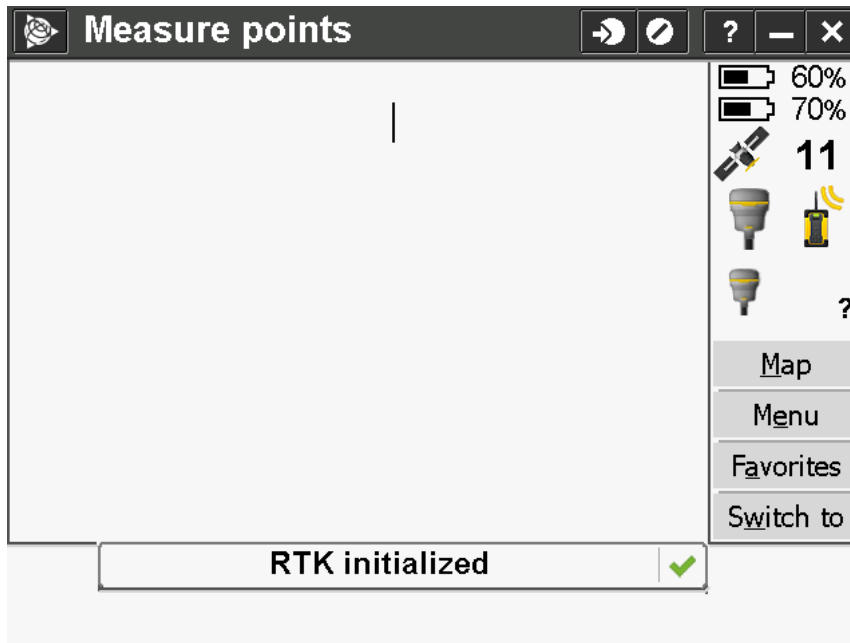 Measure points
?
60%
70%
11
?
Map
Menu
Favorites
Switch to
RTK initialized